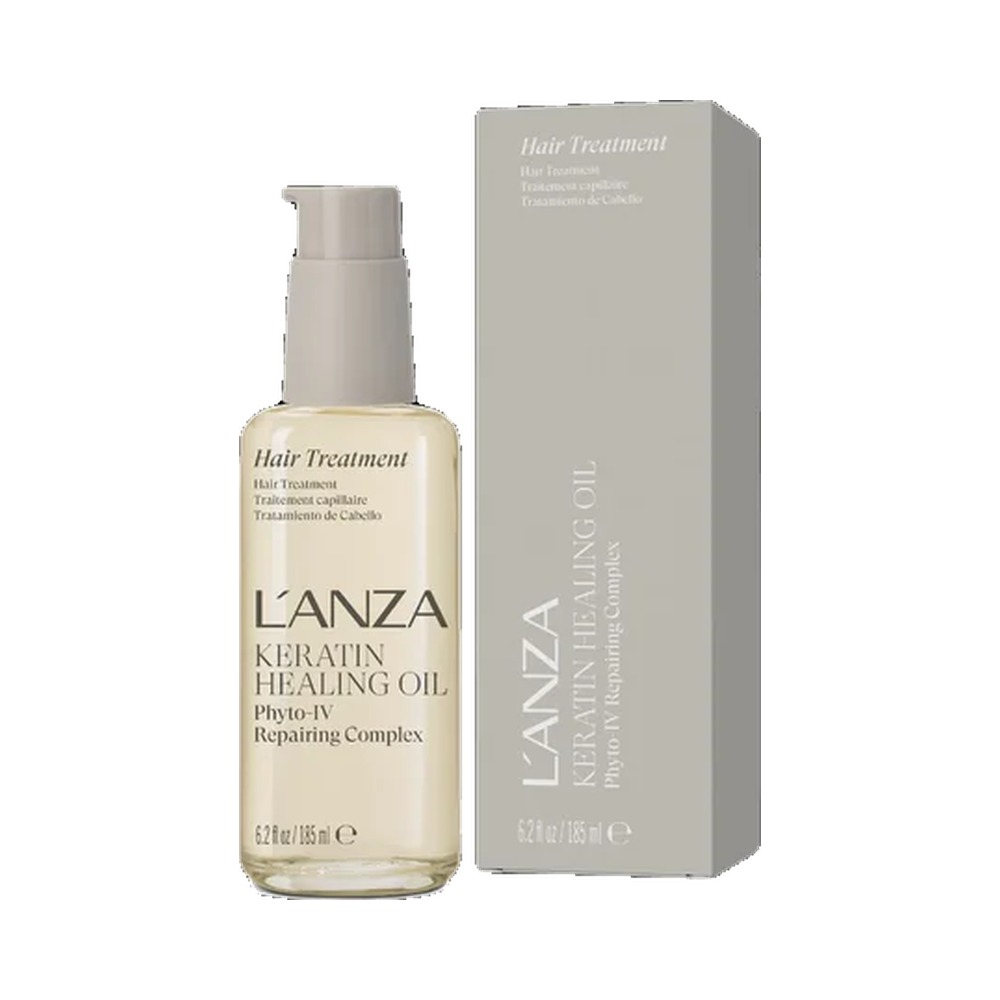 Hair Treatment
Hair Treatment
Traitement capillaire
Tratamiento de Cabello
L'ANZA
KERATIN
HEALING OIL
Phyto-IV
Repairing Complex
6.2 fl oz / 185 ml ℮
Hair Treatment
Hair Treatment
Traitement capillaire
Tratamiento de Cabello
L'ANZA
KERATIN HEALING OIL
Phyto-IV Repairing Complex
6.2 fl oz / 185 ml ℮